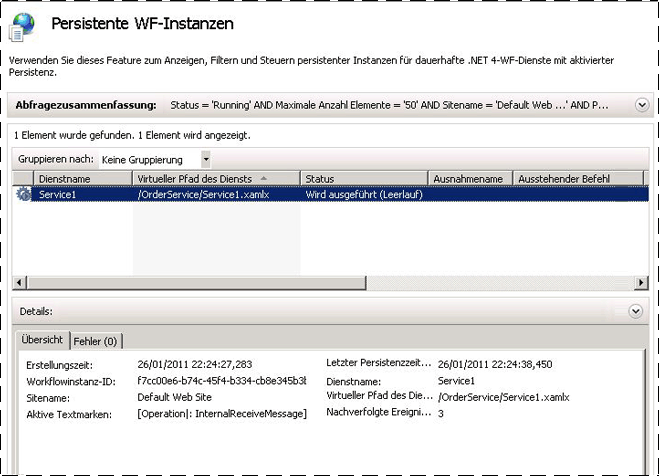 Persistente WF-Instanzen
Verwenden Sie dieses Feature zum Anzeigen, Filtern und Steuern persistenter Instanzen für dauerhafte .NET 4-WF-Dienste mit aktivierter
Persistenz.
Abfragezusammenfassung: Status = 'Running' AND Maximale Anzahl Elemente = '50' AND Sitename = 'Default Web ...' AND P...
1 Element wurde gefunden. 1 Element wird angezeigt.
Gruppieren nach: Keine Gruppierung
Dienstname Virtueller Pfad des Diensts Status Ausnahmename Ausstehender Befehl
Service1 /OrderService/Service1.xamlx Wird ausgeführt (Leerlauf)
Details:
Übersicht Fehler (0)
Erstellungszeit: 26/01/2011 22:24:27,283 Letzter Persistenzzeit... 26/01/2011 22:24:38,450
Workflowinstanz-ID: f7cc00e6-b74c-45f4-b334-cb8e345b3b Dienstname: Service1
Sitename: Default Web Site Virtueller Pfad des Die... /OrderService/Service1.xamlx
Aktive Textmarken: [Operation|: InternalReceiveMessage] Nachverfolgte Ereigni... 3